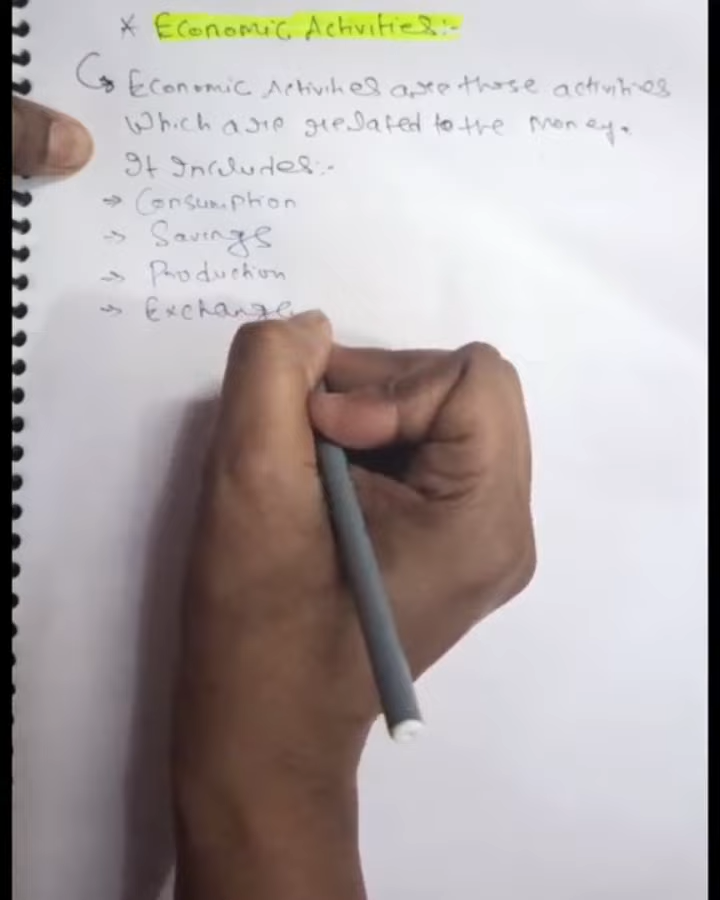 * Economic Activities:-
Economic Activities are those activities
which are related to the money.
It Includes:-
→ Consumption
→ Savings
→ Production
→ Exchange